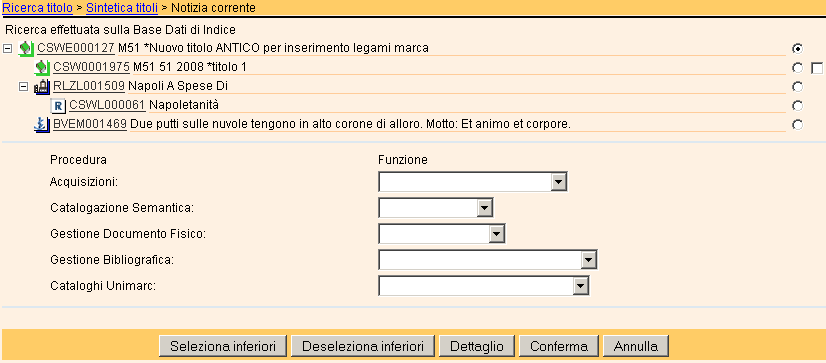 Ricerca titolo > Sintetica titoli > Notizia corrente
Ricerca effettuata sulla Base Dati di Indice
CSWE000127 M51 *Nuovo titolo ANTICO per inserimento legami marca
CSW0001975 M51 51 2008 *titolo 1
RLZL001509 Napoli A Spese Di
R CSWL000061 Napoletanità
BVEM001469 Due putti sulle nuvole tengono in alto corone di alloro. Motto: Et animo et corpore.
Procedura Funzione
Acquisizioni:
Catalogazione Semantica:
Gestione Documento Fisico:
Gestione Bibliografica:
Cataloghi Unimarc:
Seleziona inferiori Deseleziona inferiori Dettaglio Conferma Annulla